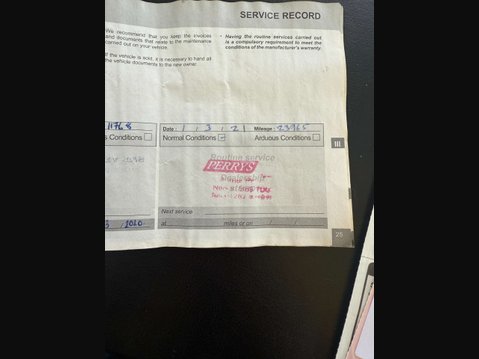 SERVICE RECORD
We recommend that you keep the invoices
and documents that relate to the maintenance
carried out on your vehicle.
If the vehicle is sold, it is necessary to hand all
the vehicle documents to the new owner.
• Having the routine services carried out
is a compulsory requirement to meet the
conditions of the manufacturer's warranty.
11768
s Conditions
Date: 1 / 3 / 21 Mileage: 23965
Normal Conditions
Arduous Conditions
III
Routine service
PERRYS
Dealership
Next service
1020
at miles or on / /
25